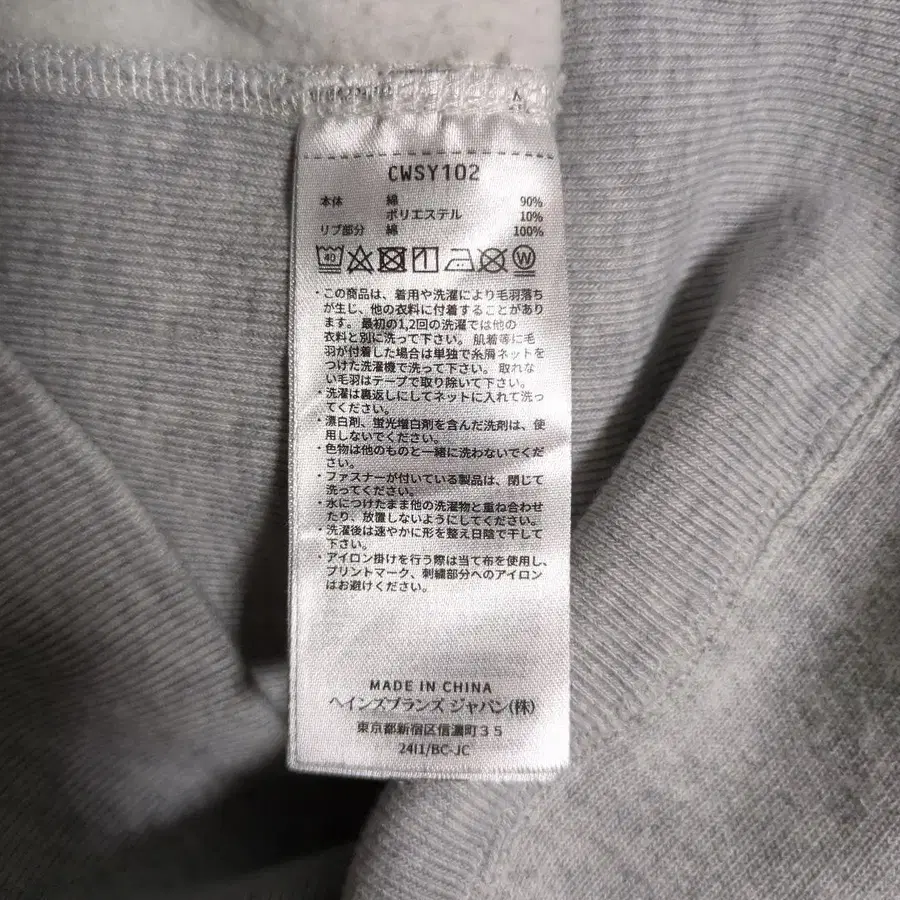 CWSY102
本体 綿 90%
ポリエステル 10%
リブ部分 綿 100%
40 W
・この商品は、着用や洗濯により毛羽落ち
が生じ、他の衣料に付着することがあり
ます。 最初の1,2回の洗濯では他の
衣料と別に洗って下さい。 肌着等に毛
羽が付着した場合は単独で糸屑ネットを
つけた洗濯機で洗って下さい。 取れな
い毛羽はテープで取り除いて下さい。
・洗濯は裏返しにしてネットに入れて洗っ
てください。
・漂白剤、蛍光増白剤を含んだ洗剤は、使
用しないでください。
・色物は他のものと一緒に洗わないでくだ
さい。
・ファスナーが付いている製品は、閉じて
洗ってください。
・水につけたまま他の洗濯物と重ね合わせ
たり、放置しないようにしてください。
・洗濯後は速やかに形を整え日陰で干して
下さい。
・アイロン掛けを行う際は当て布を使用し、
プリントマーク、刺繍部分へのアイロン
はお避けください。
MADE IN CHINA
ヘインズブランズ ジャパン(株)
東京都新宿区信濃町35
24I1/BC-JC